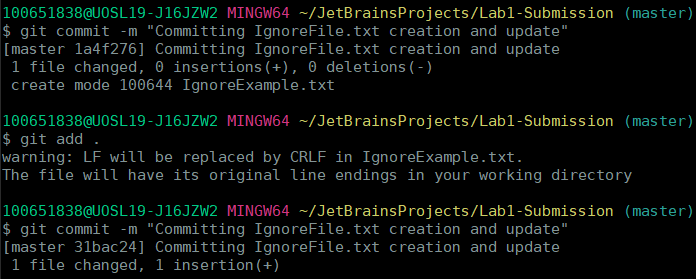 100651838@UOSL19-J16JZW2 MINGW64 ~/JetBrainsProjects/Lab1-Submission (master)
$ git commit -m "Committing IgnoreFile.txt creation and update"
[master 1a4f276] Committing IgnoreFile.txt creation and update
 1 file changed, 0 insertions(+), 0 deletions(-)
 create mode 100644 IgnoreExample.txt
100651838@UOSL19-J16JZW2 MINGW64 ~/JetBrainsProjects/Lab1-Submission (master)
$ git add .
warning: LF will be replaced by CRLF in IgnoreExample.txt.
The file will have its original line endings in your working directory
100651838@UOSL19-J16JZW2 MINGW64 ~/JetBrainsProjects/Lab1-Submission (master)
$ git commit -m "Committing IgnoreFile.txt creation and update"
[master 31bac24] Committing IgnoreFile.txt creation and update
 1 file changed, 1 insertion(+)